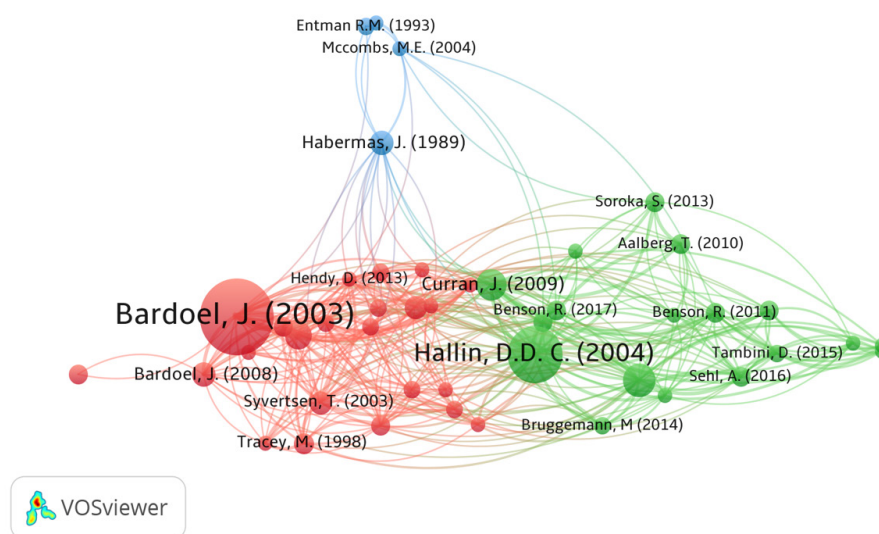 Entman R.M. (1993)
Mccombs, M.E. (2004)
Habermas, J. (1989)
Soroka, S. (2013)
Aalberg, T. (2010)
Hendy, D. (2013)
Curran, J. (2009)
Bardoel, J. (2003)
Benson, R. (2017)
Benson, R. (2011)
Hallin, D.D. C. (2004)
Tambini, D. (2015)
Bardoel, J. (2008)
Sehl, A. (2016)
Syvertsen, T. (2003)
Bruggemann, M (2014)
Tracey, M. (1998)
VOSviewer